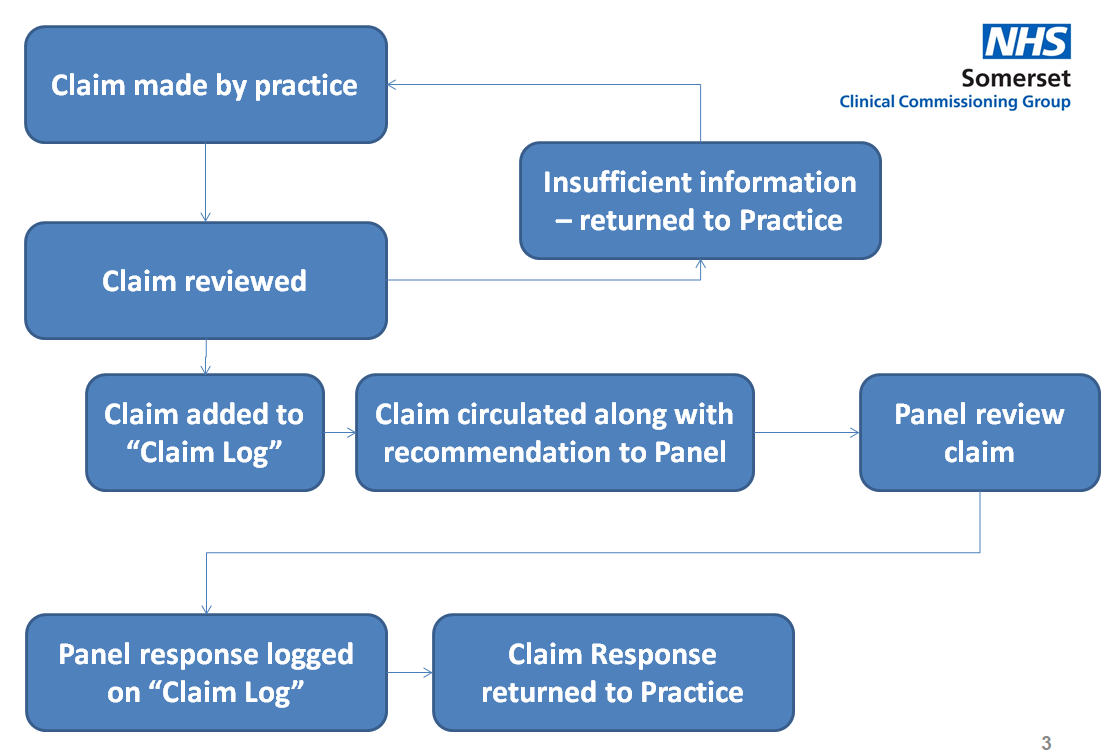 Claim made by practice
NHS
Somerset
Clinical Commissioning Group
Insufficient information
– returned to Practice
Claim reviewed
Claim added to
“Claim Log”
Claim circulated along with
recommendation to Panel
Panel review
claim
Panel response logged
on “Claim Log”
Claim Response
returned to Practice
3